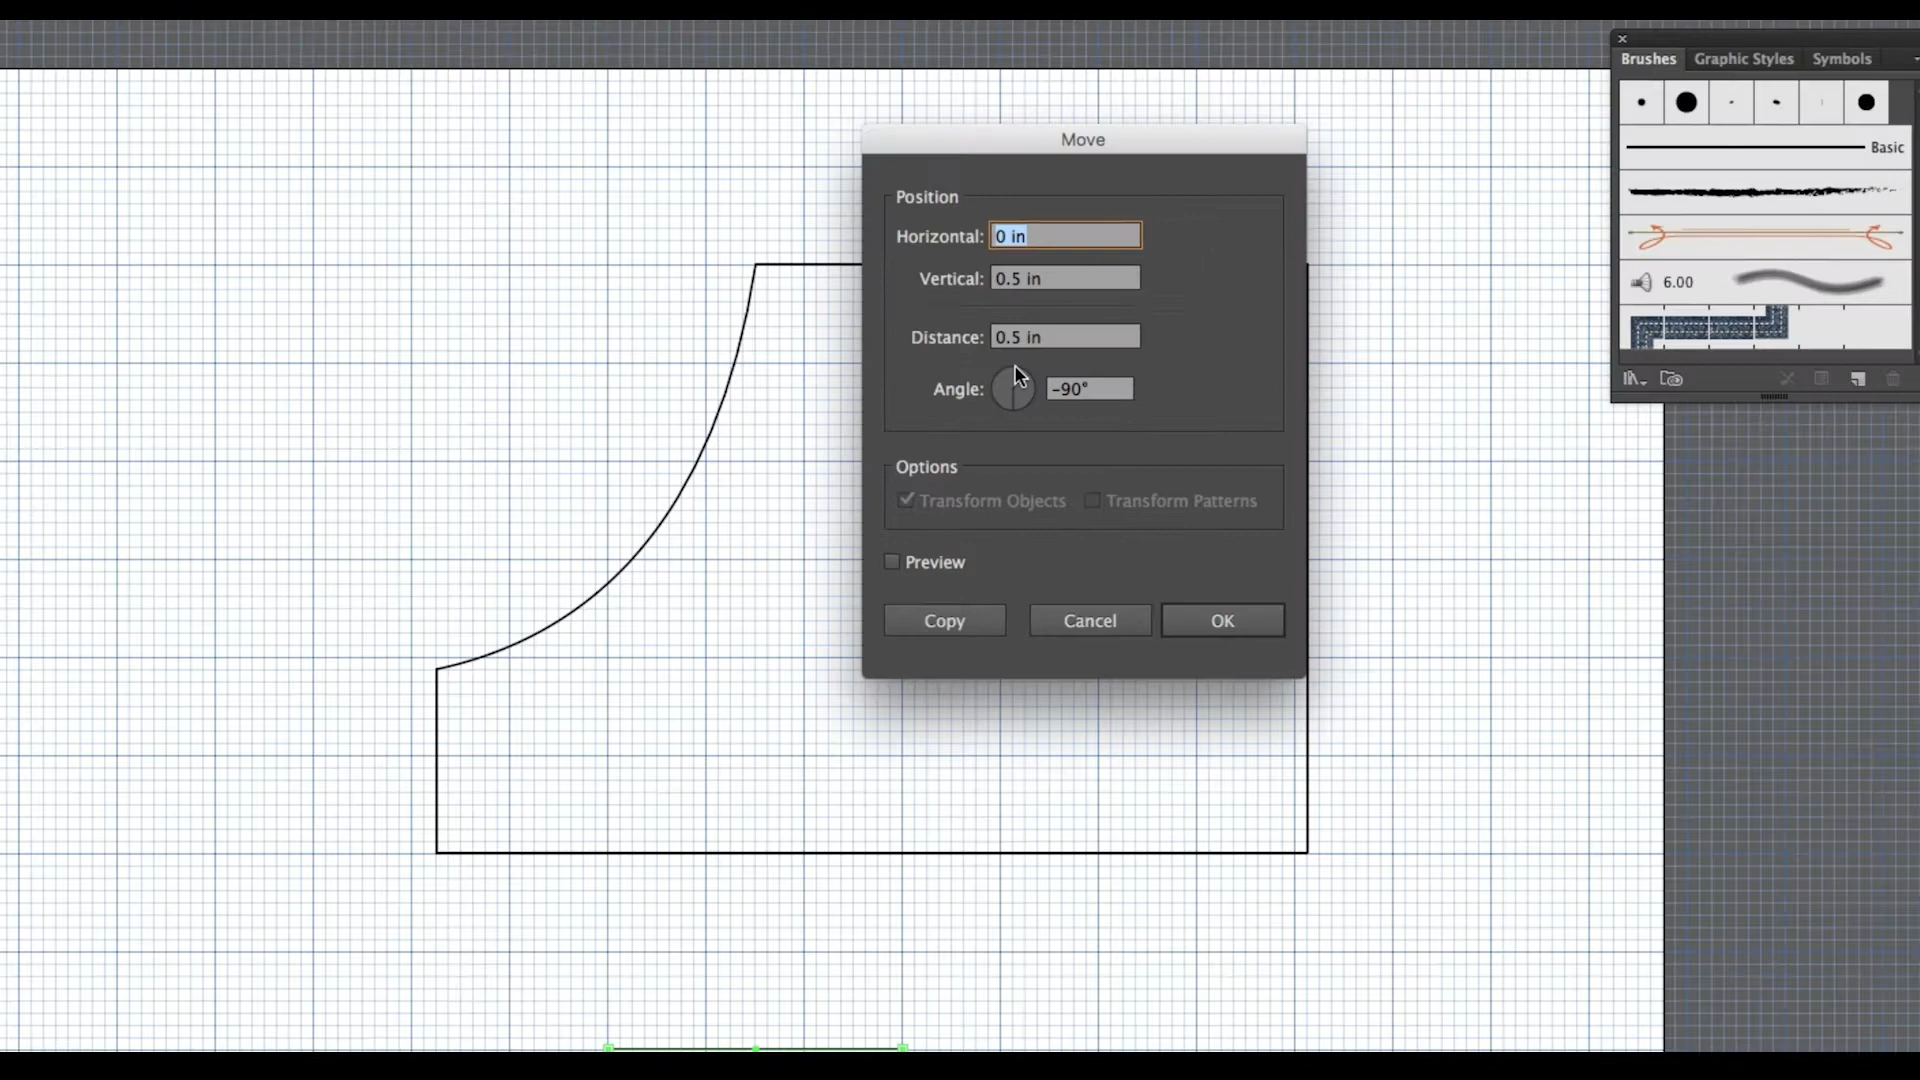 Brushes Graphic Styles Symbols
Basic
6.00
Move
Position
Horizontal: 0 in
Vertical: 0.5 in
Distance: 0.5 in
Angle: -90°
Options
Transform Objects Transform Patterns
Preview
Copy Cancel OK